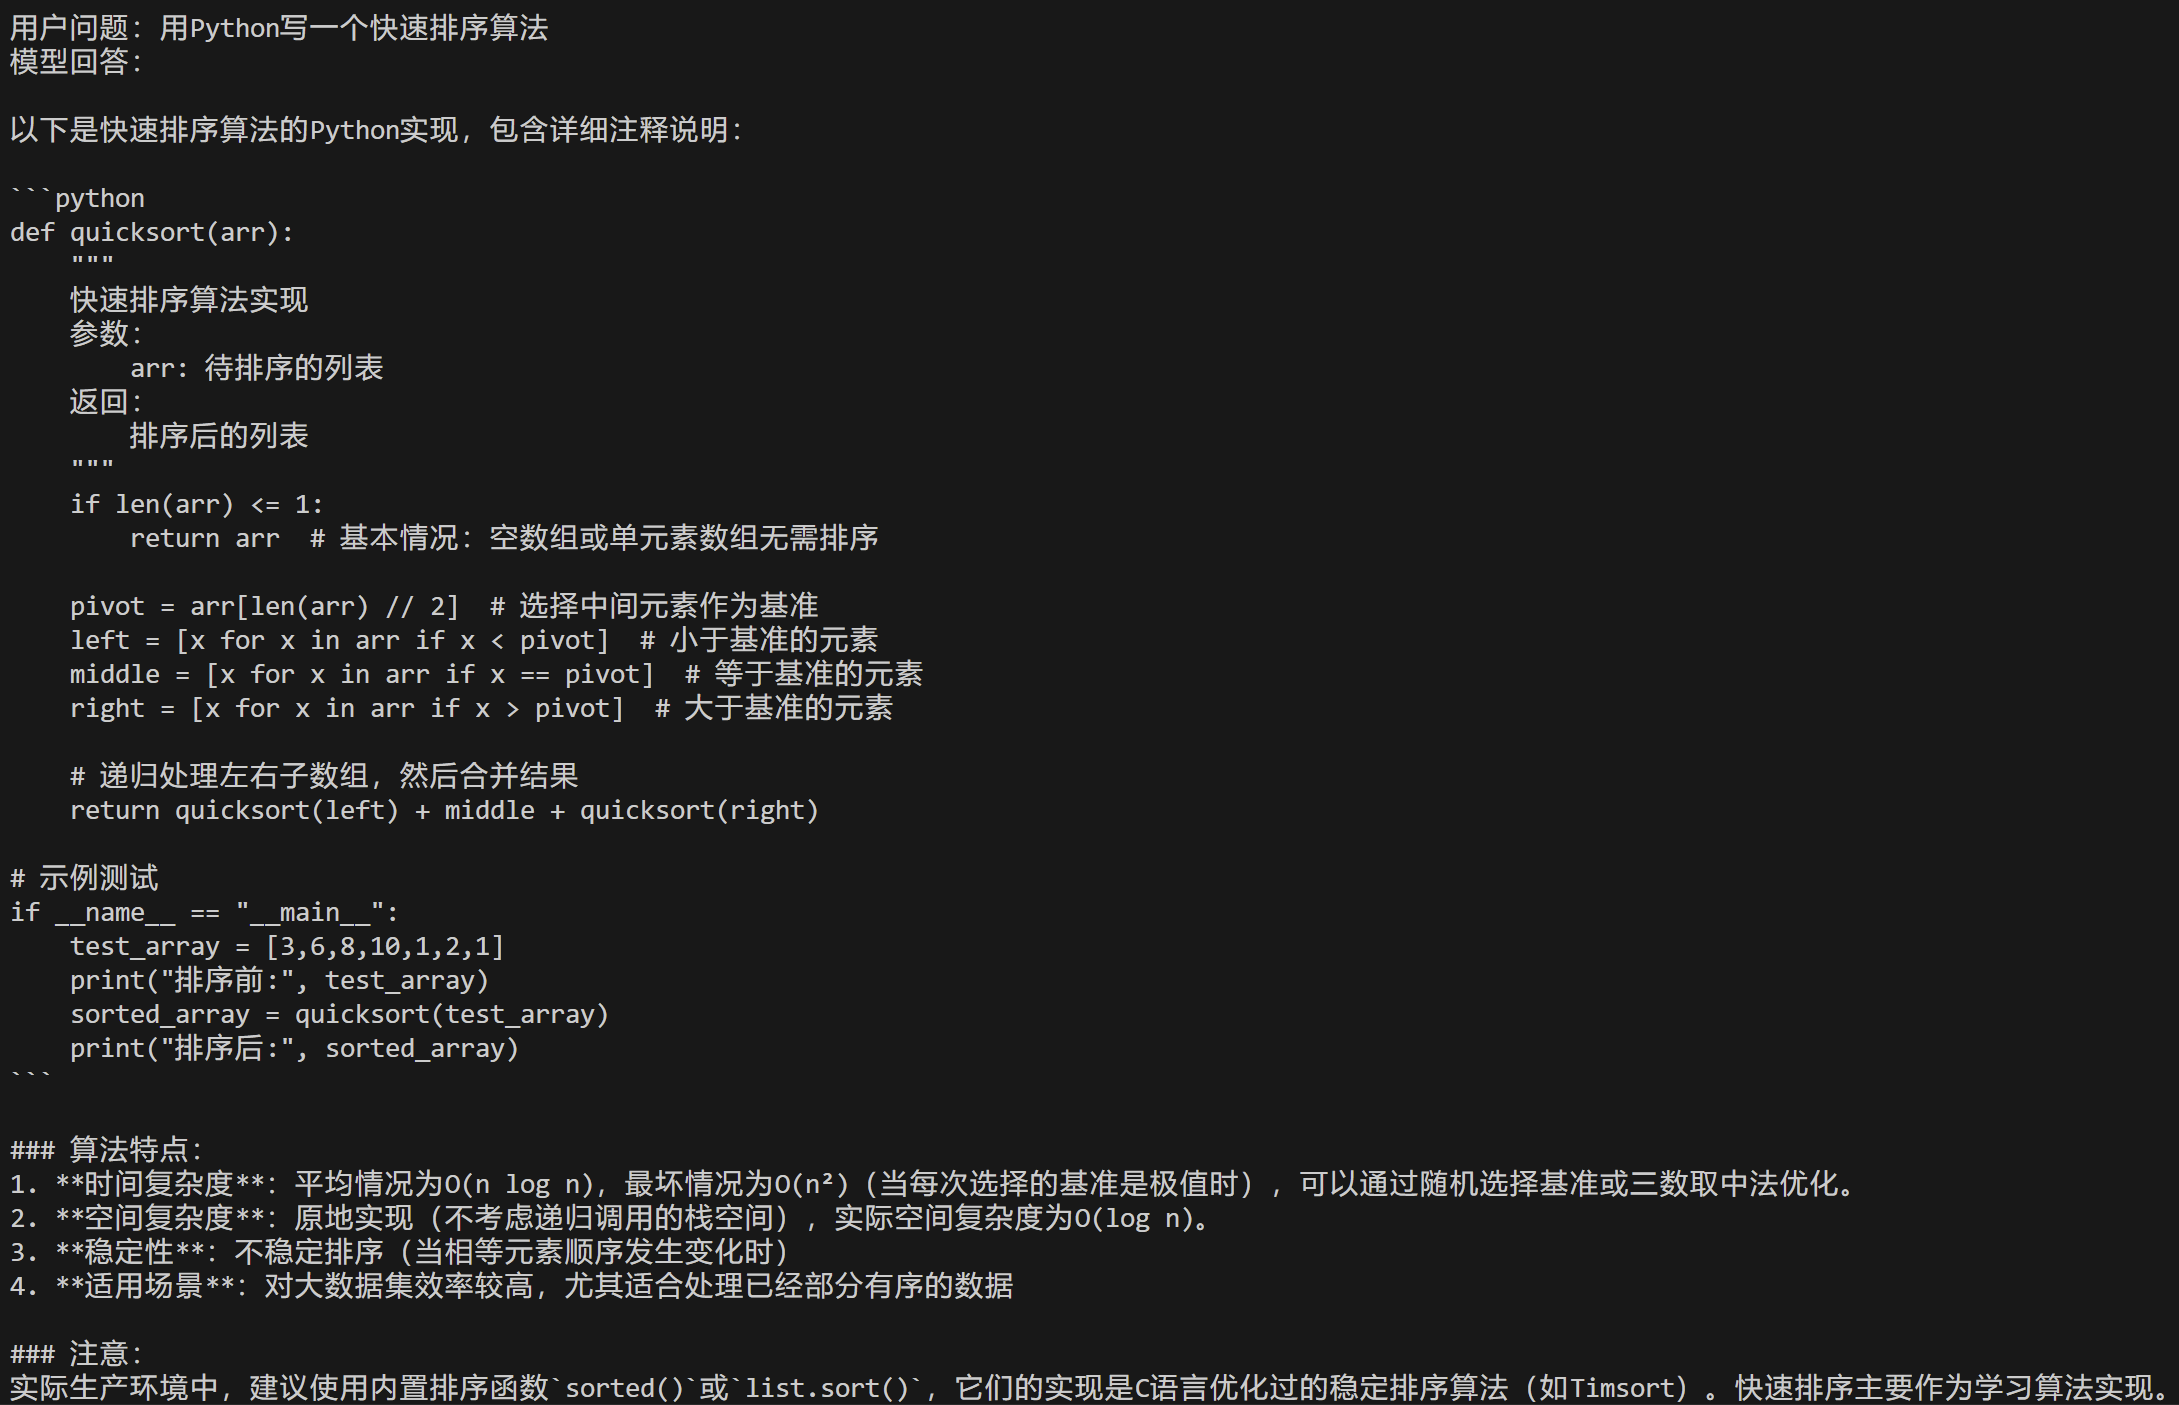 用户问题：用Python写一个快速排序算法
模型回答：

以下是快速排序算法的Python实现，包含详细注释说明：

```python
def quicksort(arr):
    """
    快速排序算法实现
    参数：
        arr: 待排序的列表
    返回：
        排序后的列表
    """
    if len(arr) <= 1:
        return arr  # 基本情况：空数组或单元素数组无需排序

    pivot = arr[len(arr) // 2]  # 选择中间元素作为基准
    left = [x for x in arr if x < pivot]  # 小于基准的元素
    middle = [x for x in arr if x == pivot]  # 等于基准的元素
    right = [x for x in arr if x > pivot]  # 大于基准的元素

    # 递归处理左右子数组，然后合并结果
    return quicksort(left) + middle + quicksort(right)

# 示例测试
if __name__ == "__main__":
    test_array = [3,6,8,10,1,2,1]
    print("排序前:", test_array)
    sorted_array = quicksort(test_array)
    print("排序后:", sorted_array)
```

### 算法特点：
1. **时间复杂度**：平均情况为O(n log n)，最坏情况为O(n²)（当每次选择的基准是极值时），可以通过随机选择基准或三数取中法优化。
2. **空间复杂度**：原地实现（不考虑递归调用的栈空间），实际空间复杂度为O(log n)。
3. **稳定性**：不稳定排序（当相等元素顺序发生变化时）
4. **适用场景**：对大数据集效率较高，尤其适合处理已经部分有序的数据

### 注意：
实际生产环境中，建议使用内置排序函数`sorted()`或`list.sort()`，它们的实现是C语言优化过的稳定排序算法（如Timsort）。快速排序主要作为学习算法实现。